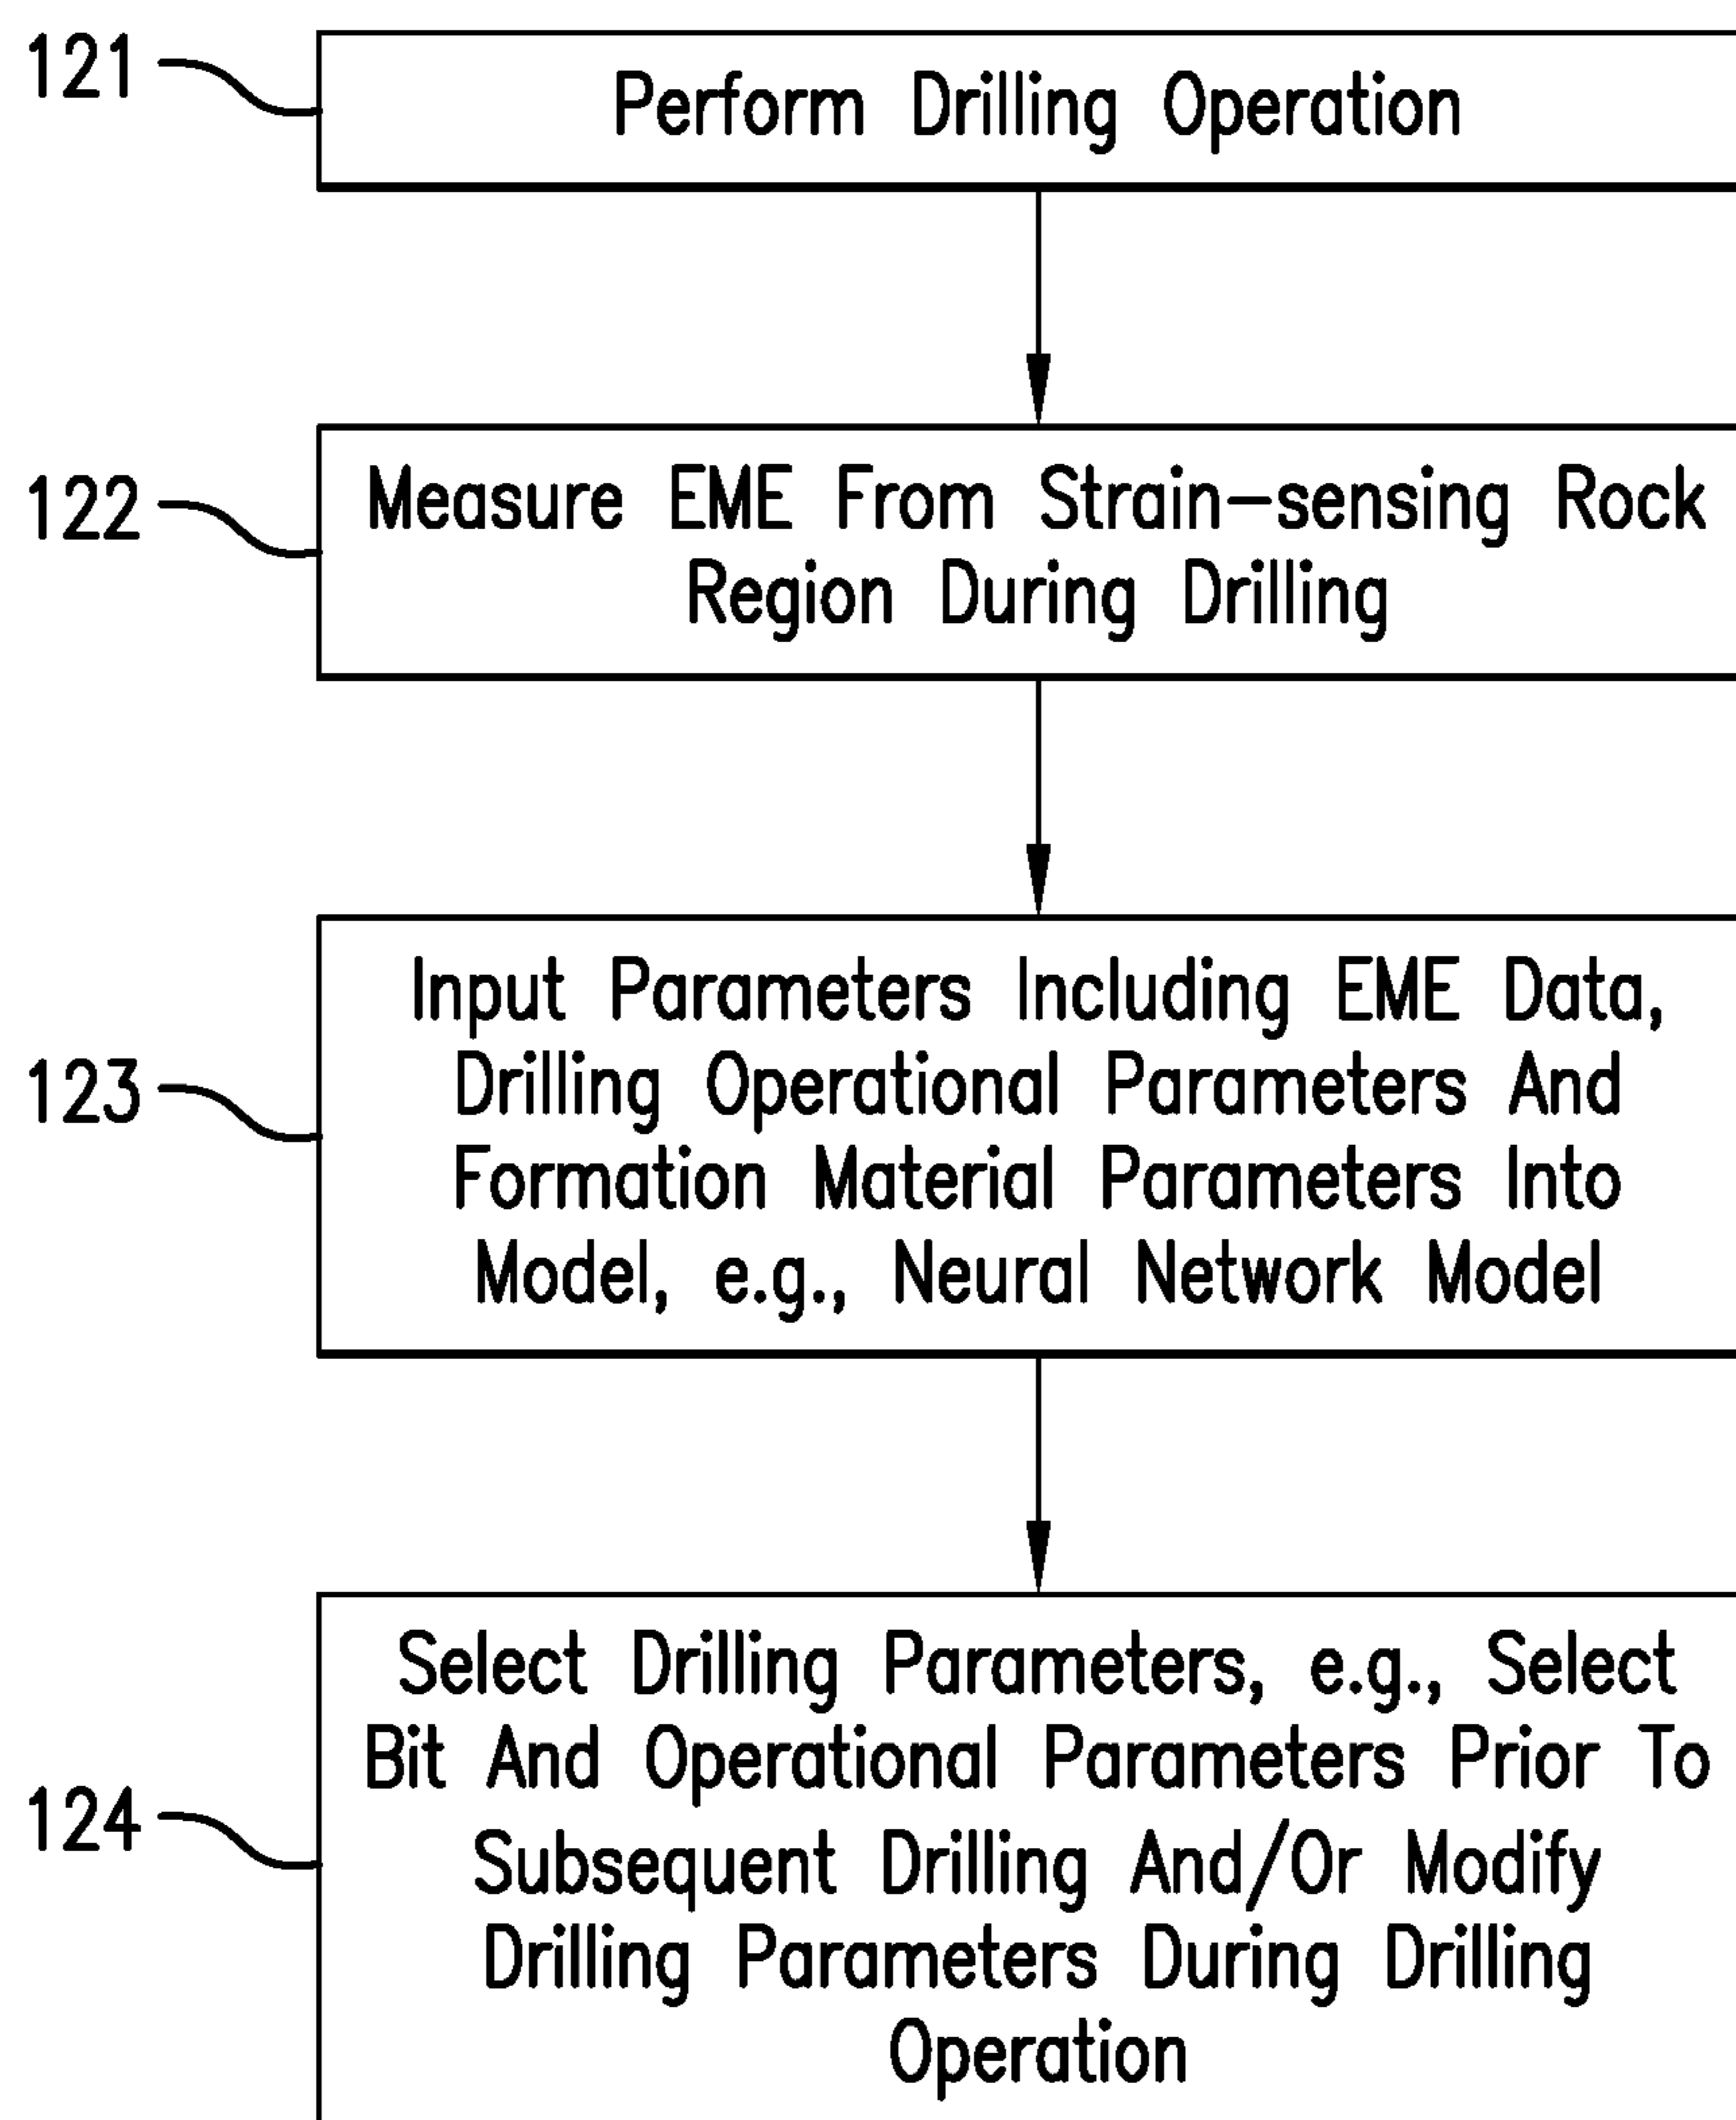 121
Perform Drilling Operation
122
Measure EME From Strain-sensing Rock
Region During Drilling
123
Input Parameters Including EME Data,
Drilling Operational Parameters And
Formation Material Parameters Into
Model, e.g., Neural Network Model
124
Select Drilling Parameters, e.g., Select
Bit And Operational Parameters Prior To
Subsequent Drilling And/Or Modify
Drilling Parameters During Drilling
Operation